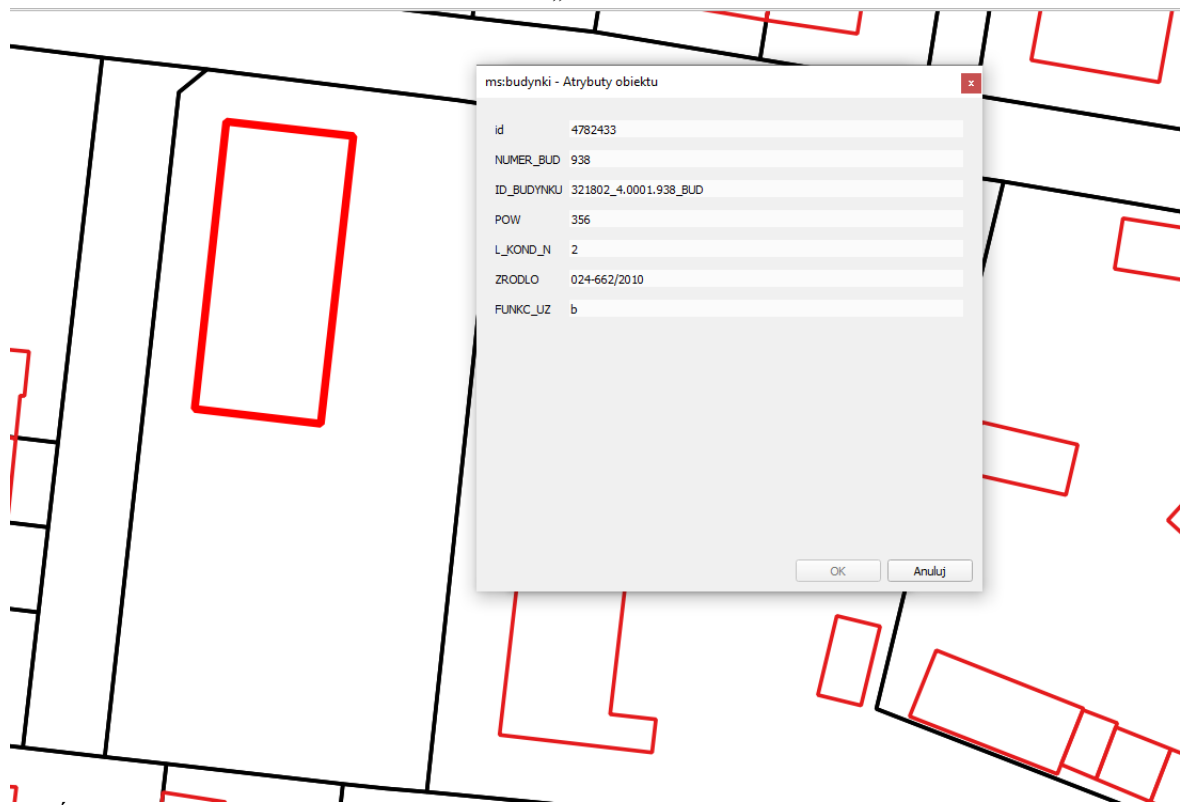 ms:budynki - Atrybuty obiektu
x
id 4782433
NUMER_BUD 938
ID_BUDYNKU 321802_4.0001.938_BUD
POW 356
L_KOND_N 2
ZRODLO 024-662/2010
FUNKC_UZ b
OK Anuluj